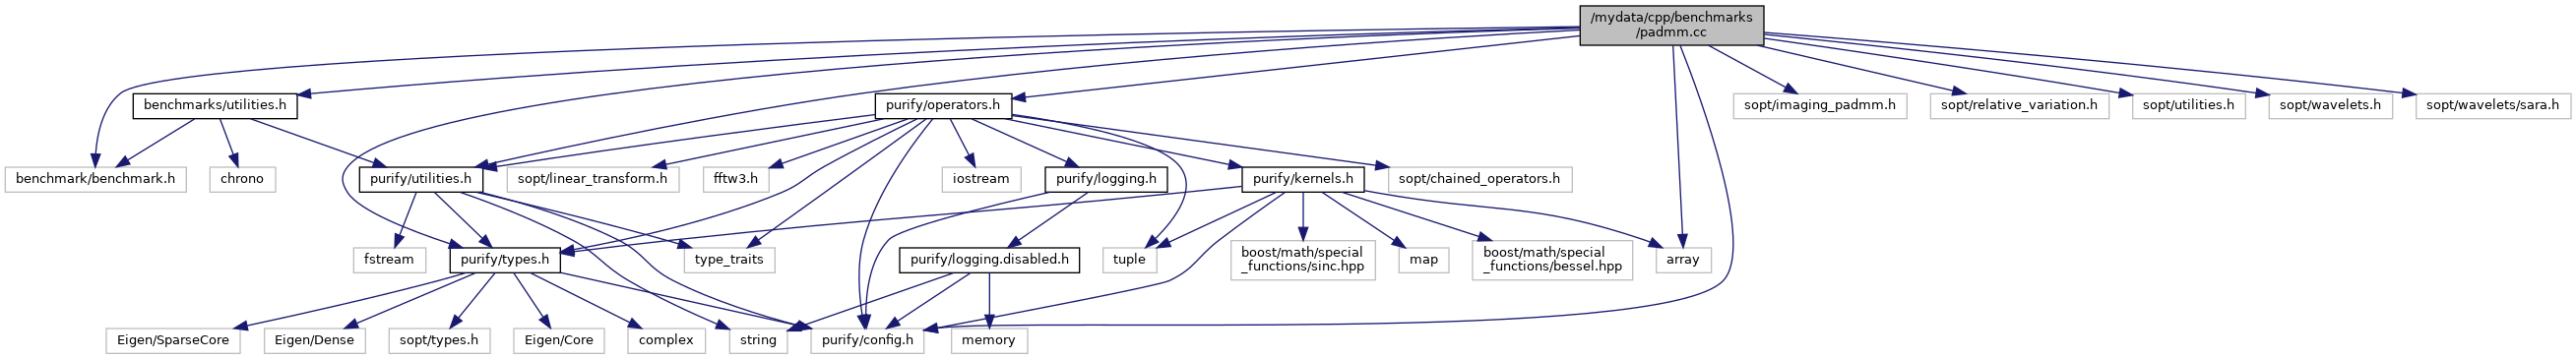 /mydata/cpp/benchmarks
/padmm.cc
benchmarks/utilities.h
purify/operators.h
sopt/imaging_padmm.h
sopt/relative_variation.h
sopt/utilities.h
sopt/wavelets.h
sopt/wavelets/sara.h
benchmark/benchmark.h
chrono
purify/utilities.h
sopt/linear_transform.h
fftw3.h
iostream
purify/logging.h
purify/kernels.h
sopt/chained_operators.h
fstream
purify/types.h
type_traits
purify/logging.disabled.h
tuple
boost/math/special
_functions/sinc.hpp
map
boost/math/special
_functions/bessel.hpp
array
Eigen/SparseCore
Eigen/Dense
sopt/types.h
Eigen/Core
complex
string
purify/config.h
memory